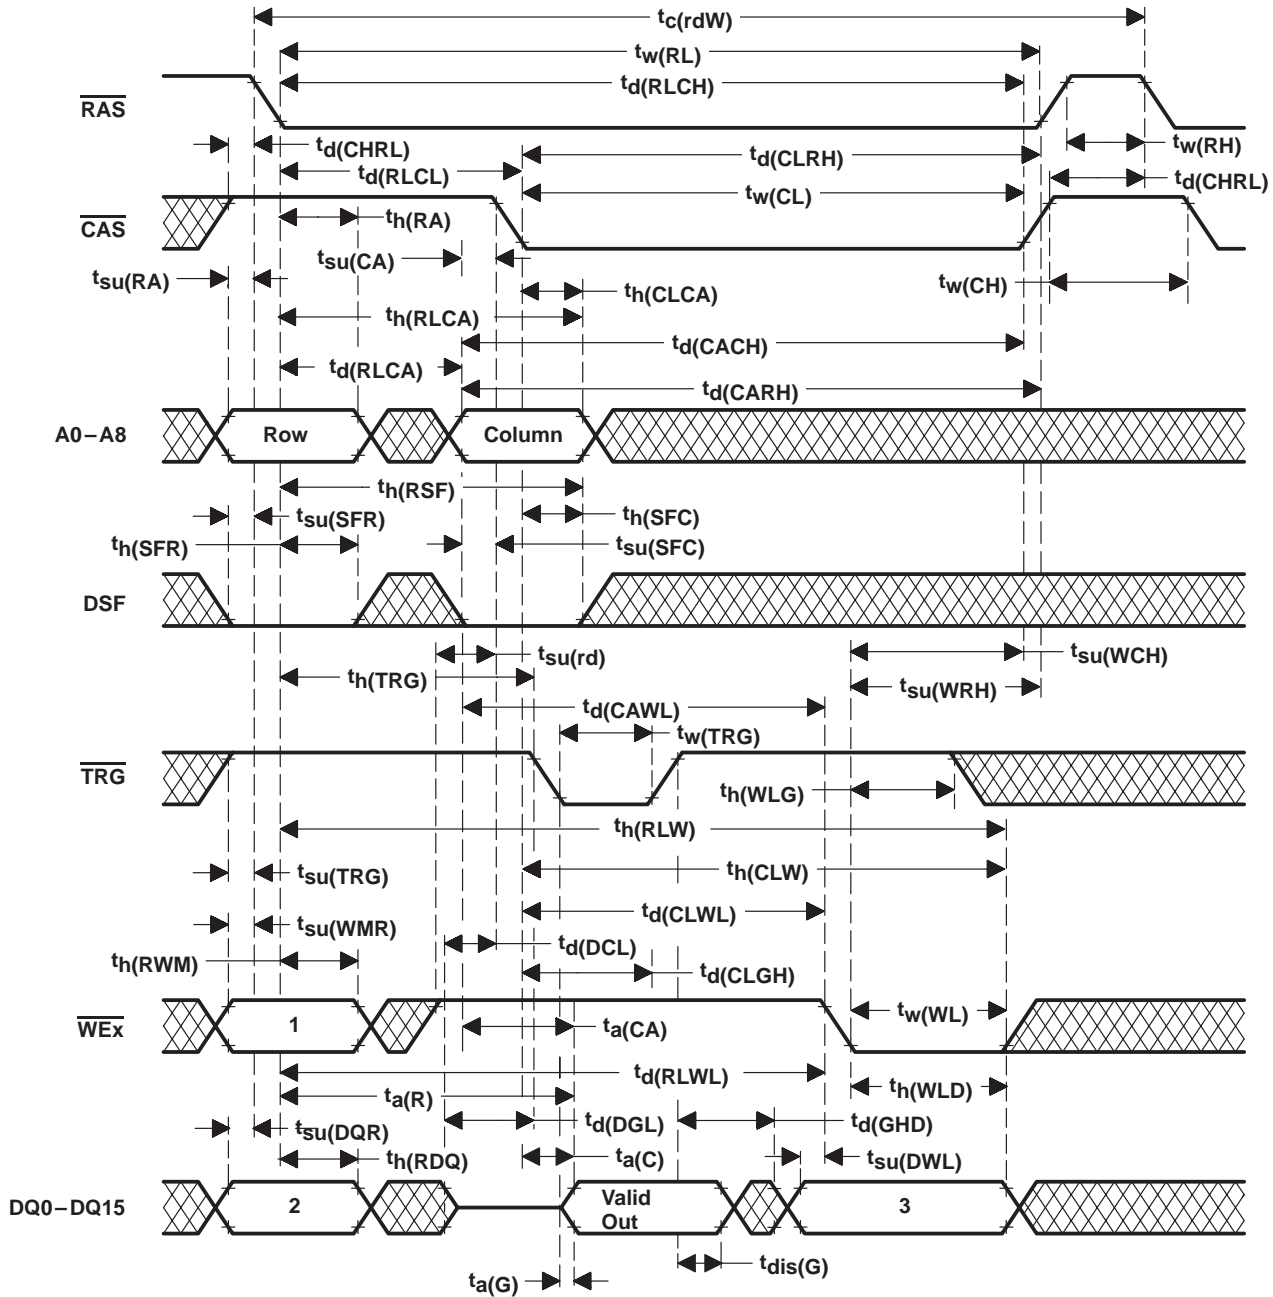 tc(rdW)
tw(RL)
td(RLCH)
RAS
td(CHRL)
td(CLRH)
tw(RH)
td(RLCL)
tw(CL)
td(CHRL)
CAS
th(RA)
tsu(CA)
tsu(RA)
th(CLCA)
tw(CH)
th(RLCA)
td(CACH)
td(RLCA)
td(CARH)
A0–A8
Row
Column
th(RSF)
tsu(SFR)
th(SFC)
th(SFR)
tsu(SFC)
DSF
tsu(rd)
tsu(WCH)
th(TRG)
tsu(WRH)
td(CAWL)
tw(TRG)
TRG
th(WLG)
th(RLW)
tsu(TRG)
th(CLW)
tsu(WMR)
td(CLWL)
td(DCL)
th(RWM)
td(CLGH)
WEx
1
ta(CA)
tw(WL)
td(RLWL)
th(WLD)
ta(R)
tsu(DQR)
td(DGL)
td(GHD)
th(RDQ)
ta(C)
tsu(DWL)
DQ0–DQ15
2
Valid
Out
3
ta(G)
tdis(G)